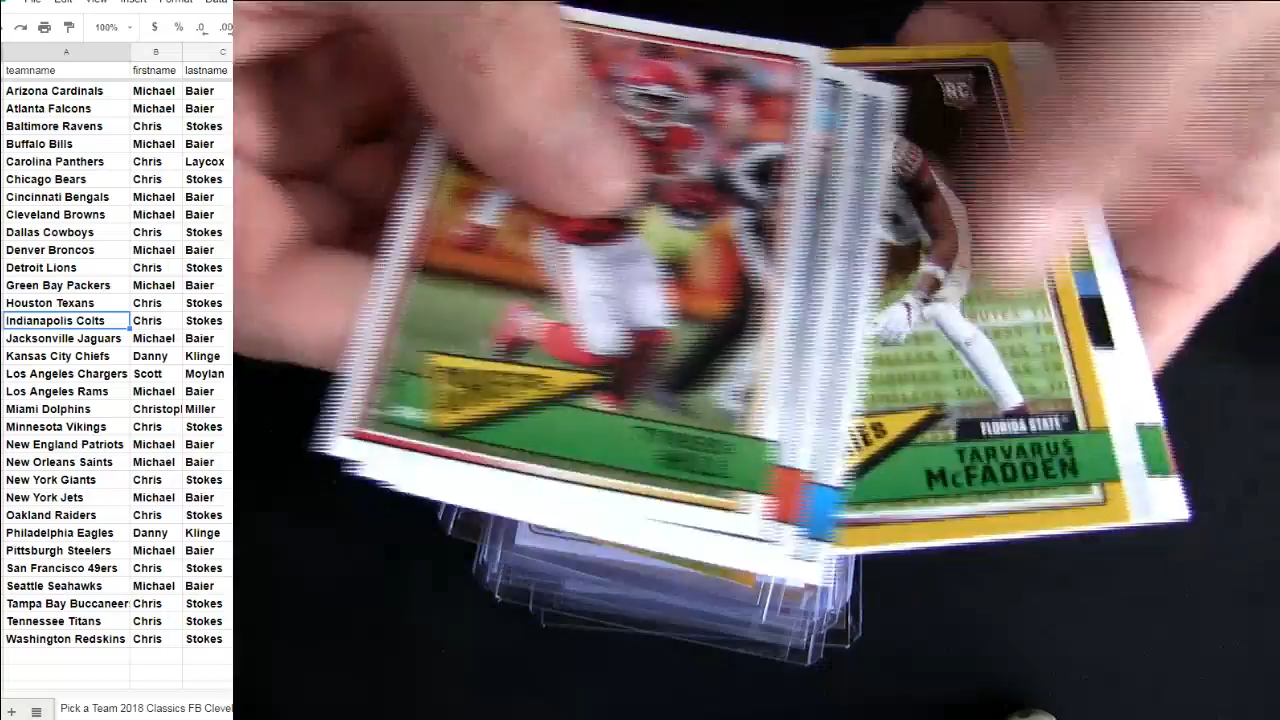 File Edit View Insert Format Data
100% $ % .0 .00
A B C
teamname firstname lastname
Arizona Cardinals Michael Baier
Atlanta Falcons Michael Baier
Baltimore Ravens Chris Stokes
Buffalo Bills Michael Baier
Carolina Panthers Chris Laycox
Chicago Bears Chris Stokes
Cincinnati Bengals Michael Baier
Cleveland Browns Michael Baier
Dallas Cowboys Chris Stokes
Denver Broncos Michael Baier
Detroit Lions Chris Stokes
Green Bay Packers Michael Baier
Houston Texans Chris Stokes
Indianapolis Colts Chris Stokes
Jacksonville Jaguars Michael Baier
Kansas City Chiefs Danny Klinge
Los Angeles Chargers Scott Moylan
Los Angeles Rams Michael Baier
Miami Dolphins Christopl Miller
Minnesota Vikings Chris Stokes
New England Patriots Michael Baier
New Orleans Saints Michael Baier
New York Giants Chris Stokes
New York Jets Michael Baier
Oakland Raiders Chris Stokes
Philadelphia Eagles Danny Klinge
Pittsburgh Steelers Michael Baier
San Francisco 49ers Chris Stokes
Seattle Seahawks Michael Baier
Tampa Bay Buccaneer Chris Stokes
Tennessee Titans Chris Stokes
Washington Redskins Chris Stokes
Pick a Team 2018 Classics FB Clevel
RC
FLORIDA STATE
TARVARUS
McFADDEN